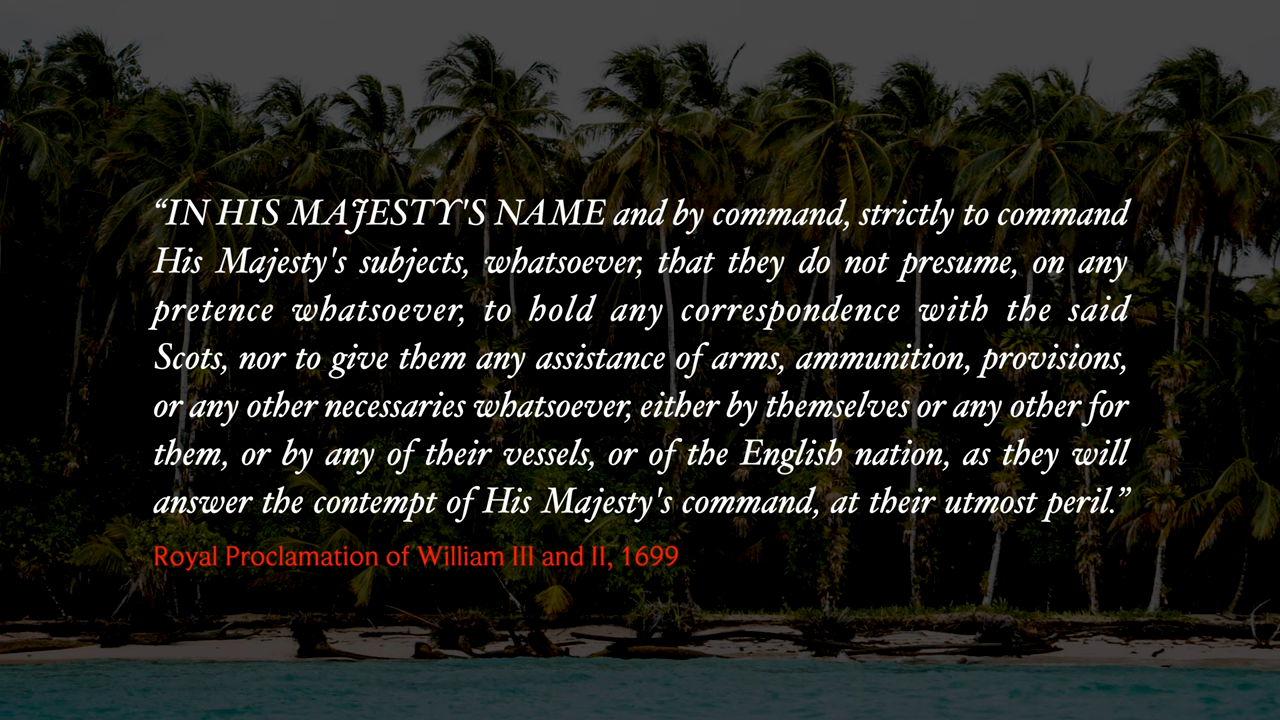 “IN HIS MAJESTY'S NAME and by command, strictly to command
His Majesty's subjects, whatsoever, that they do not presume, on any
pretence whatsoever, to hold any correspondence with the said
Scots, nor to give them any assistance of arms, ammunition, provisions,
or any other necessaries whatsoever, either by themselves or any other for
them, or by any of their vessels, or of the English nation, as they will
answer the contempt of His Majesty's command, at their utmost peril.”
Royal Proclamation of William III and II, 1699